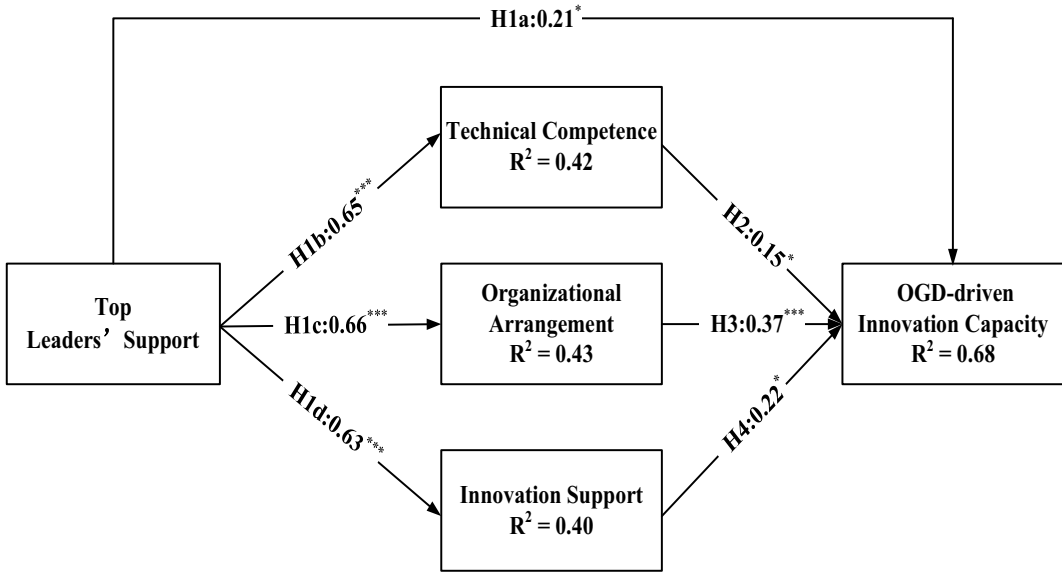 H1a:0.21*
Technical Competence
R² = 0.42
H1b:0.65***
H2:0.15*
Top
Leaders’ Support
H1c:0.66***
Organizational
Arrangement
R² = 0.43
H3:0.37***
OGD-driven
Innovation Capacity
R² = 0.68
H1d:0.63***
H4:0.22*
Innovation Support
R² = 0.40